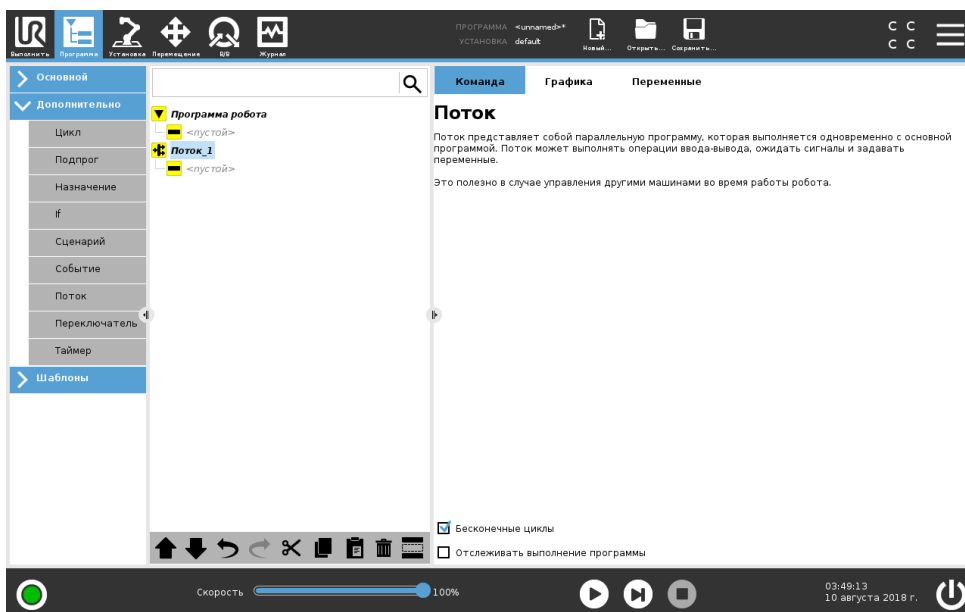 ПРОГРАММА <unnamed>*
УСТАНОВКА default
Выполнить Программа Установка Перемещение В/В Журнал Новый... Открыть... Сохранить...
C C
C C
Основной
Дополнительно
Цикл
Подпрог
Назначение
If
Сценарий
Событие
Поток
Переключатель
Таймер
Шаблоны
Программа робота
<пустой>
Поток_1
<пустой>
Команда Графика Переменные
Поток
Поток представляет собой параллельную программу, которая выполняется одновременно с основной
программой. Поток может выполнять операции ввода-вывода, ожидать сигналы и задавать
переменные.
Это полезно в случае управления другими машинами во время работы робота.
Бесконечные циклы
Отслеживать выполнение программы
Скорость 100%
03:49:13
10 августа 2018 г.